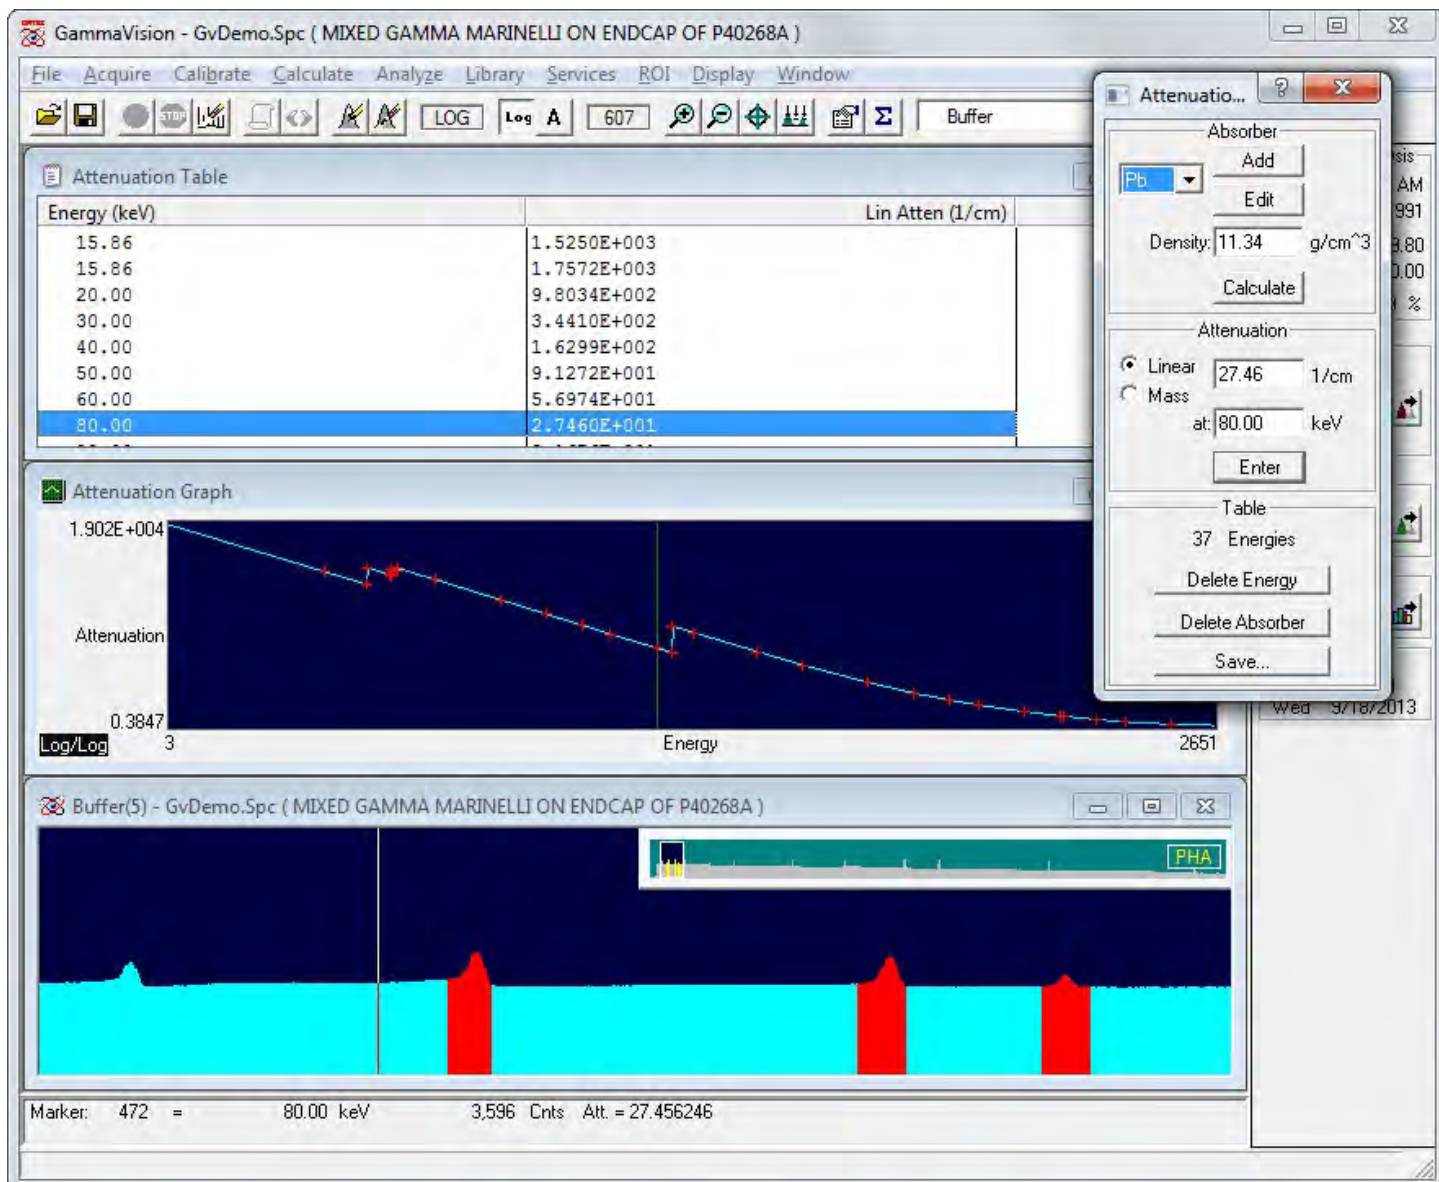 GammaVision - GvDemo.Spc ( MIXED GAMMA MARINELLI ON ENDCAP OF P40268A )
File Acquire Calibrate Calculate Analyze Library Services ROI Display Window
STOP LOG Log A 607 Σ Buffer
Attenuation Table
Energy (keV) Lin Atten (1/cm)
15.86 1.5250E+003
15.86 1.7572E+003
20.00 9.8034E+002
30.00 3.4410E+002
40.00 1.6299E+002
50.00 9.1272E+001
60.00 5.6974E+001
80.00 2.7460E+001
Attenuatio... ?
Absorber
Pb Add
Edit
Density: 11.34 g/cm^3
Calculate
Attenuation
Linear 27.46 1/cm
Mass
at: 80.00 keV
Enter
Table
37 Energies
Delete Energy
Delete Absorber
Save...
AM
991
%
Wed 9/18/2013
Attenuation Graph
1.902E+004
Attenuation
0.3847
Log/Log 3 Energy 2651
Buffer(5) - GvDemo.Spc ( MIXED GAMMA MARINELLI ON ENDCAP OF P40268A )
PHA
Marker: 472 = 80.00 keV 3,596 Cnts Att. = 27.456246